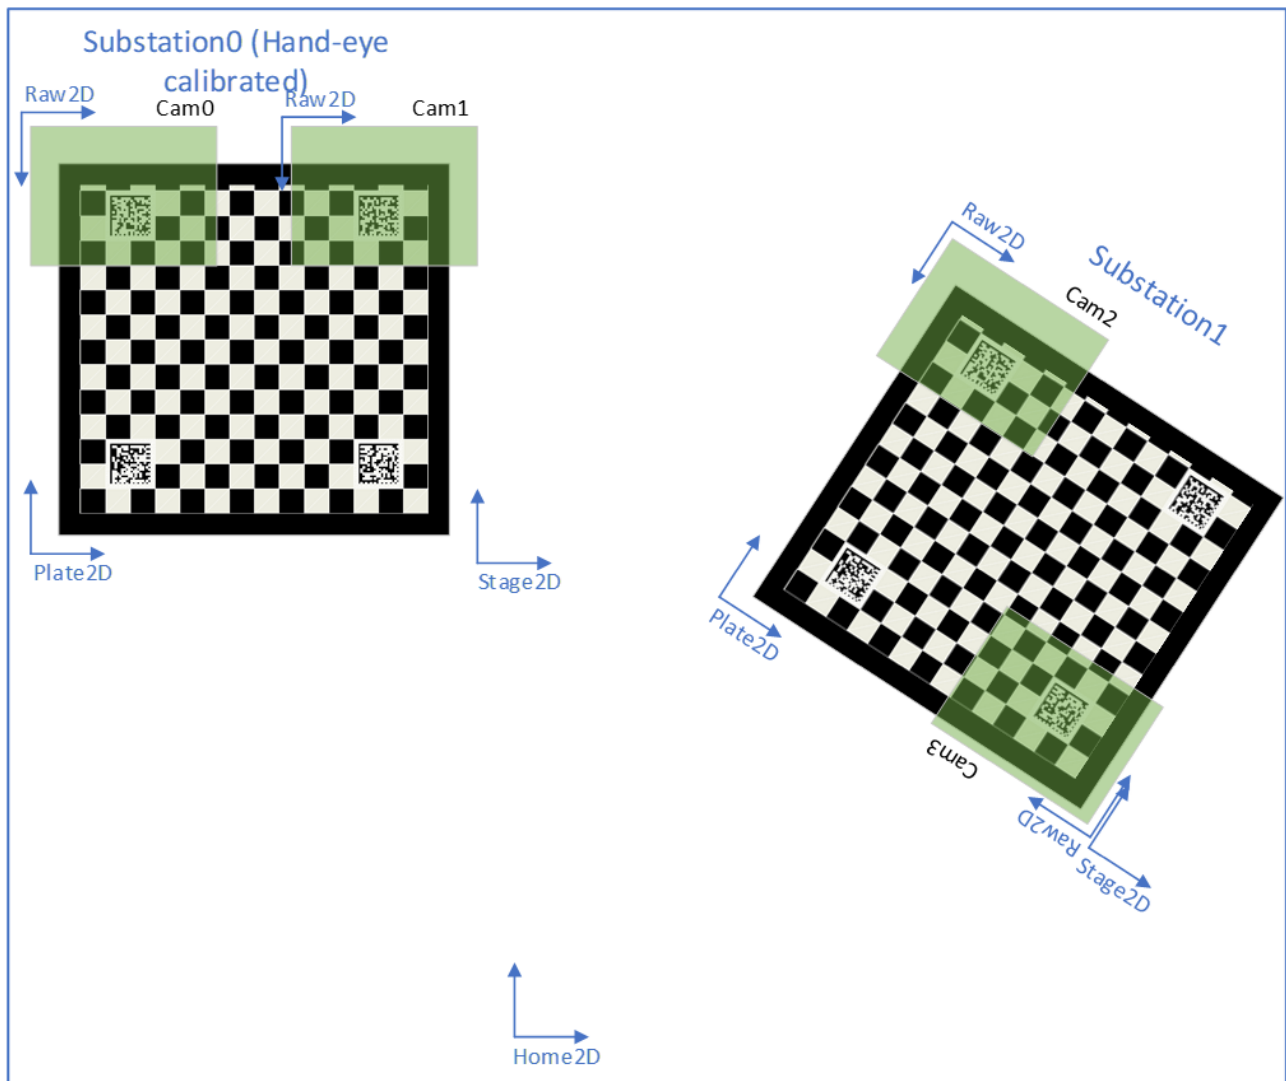 Substation0 (Hand-eye
calibrated)
Raw2D
Cam0
Raw2D
Cam1
Plate2D
Stage2D
Raw2D
Cam2
Substation1
Plate2D
Cam3
Raw2D
Stage2D
Home2D